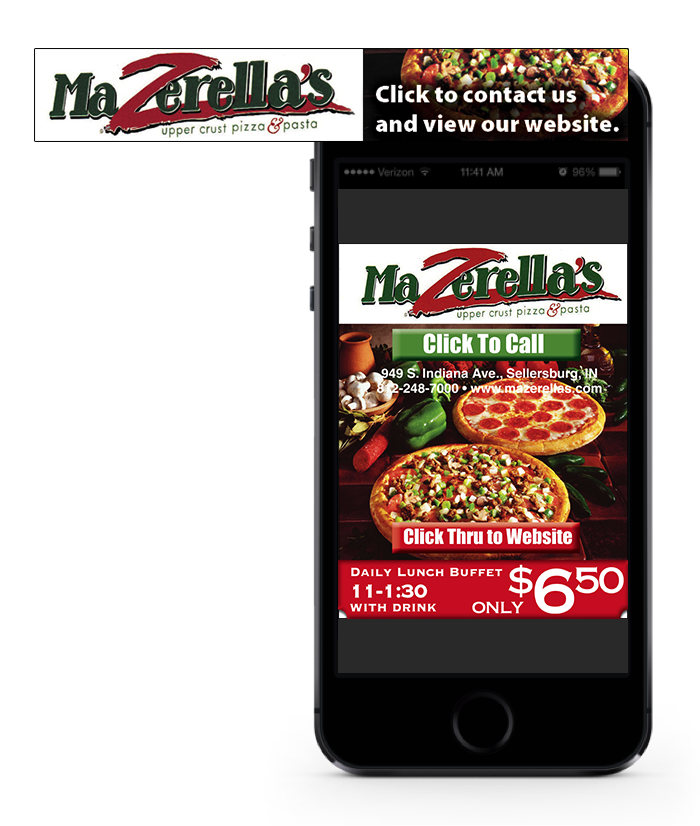 MaZerella's
upper crust pizza & pasta
Click to contact us
and view our website.
Verizon 11:41 AM 96%
MaZerella's
upper crust pizza & pasta
Click To Call
949 S. Indiana Ave., Sellersburg, IN
812-248-7000 • www.mazerellas.com
Click Thru to Website
Daily Lunch Buffet
11-1:30
with drink
only $6.50